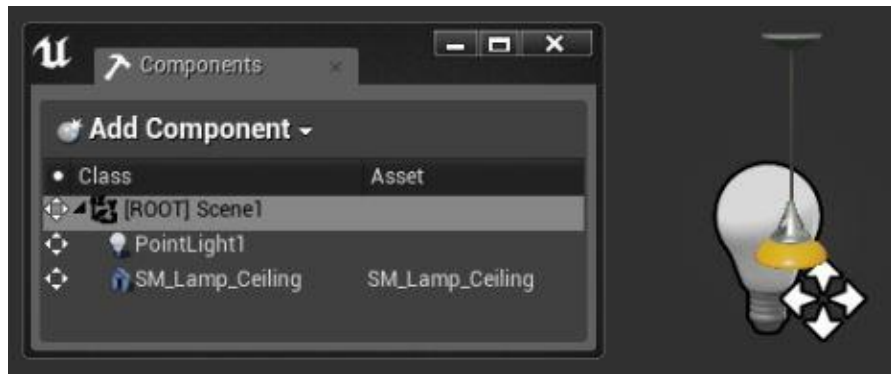 Components
Add Component
Class Asset
[ROOT] Scene1
PointLight1
SM_Lamp_Ceiling SM_Lamp_Ceiling